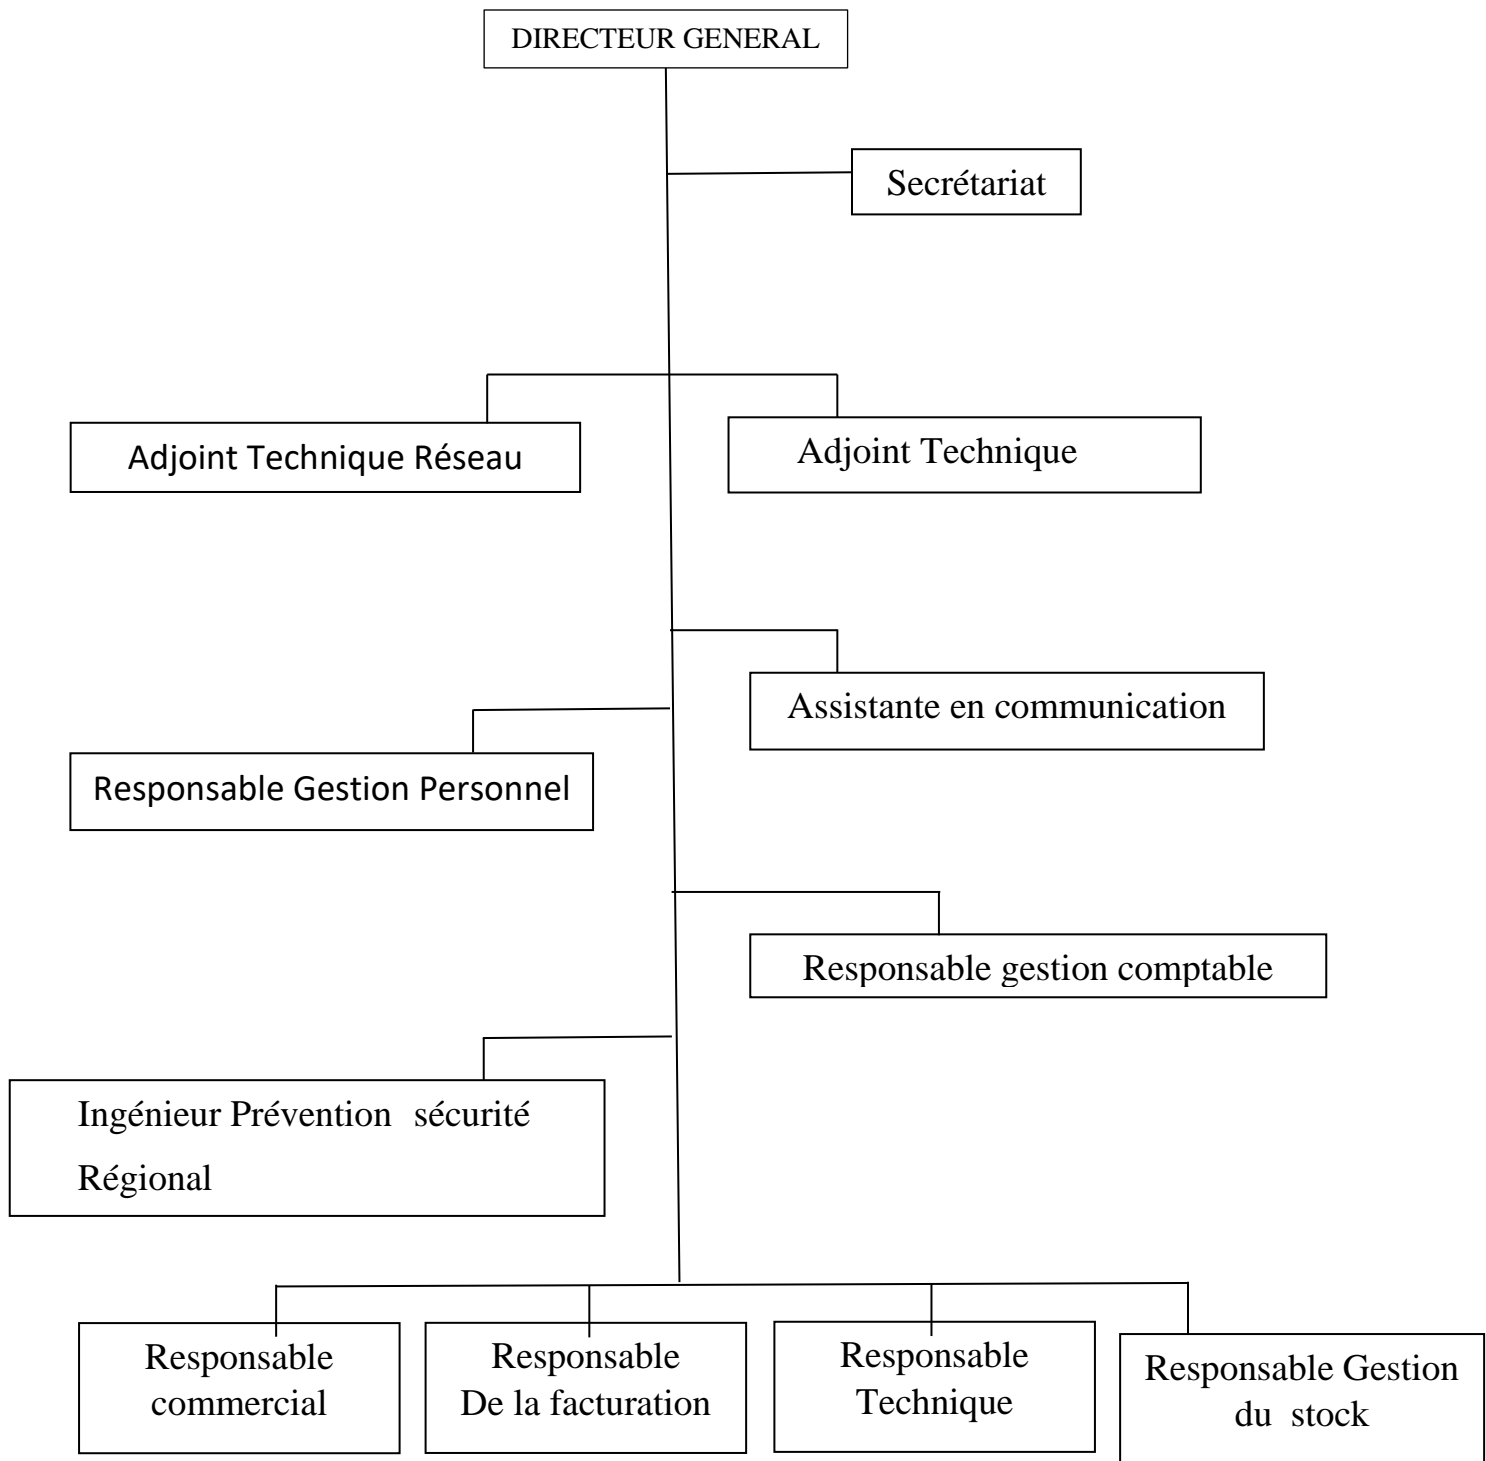 DIRECTEUR GENERAL
Secrétariat
Adjoint Technique Réseau
Adjoint Technique
Assistante en communication
Responsable Gestion Personnel
Responsable gestion comptable
Ingénieur Prévention sécurité
Régional
Responsable
commercial
Responsable
De la facturation
Responsable
Technique
Responsable Gestion
du stock